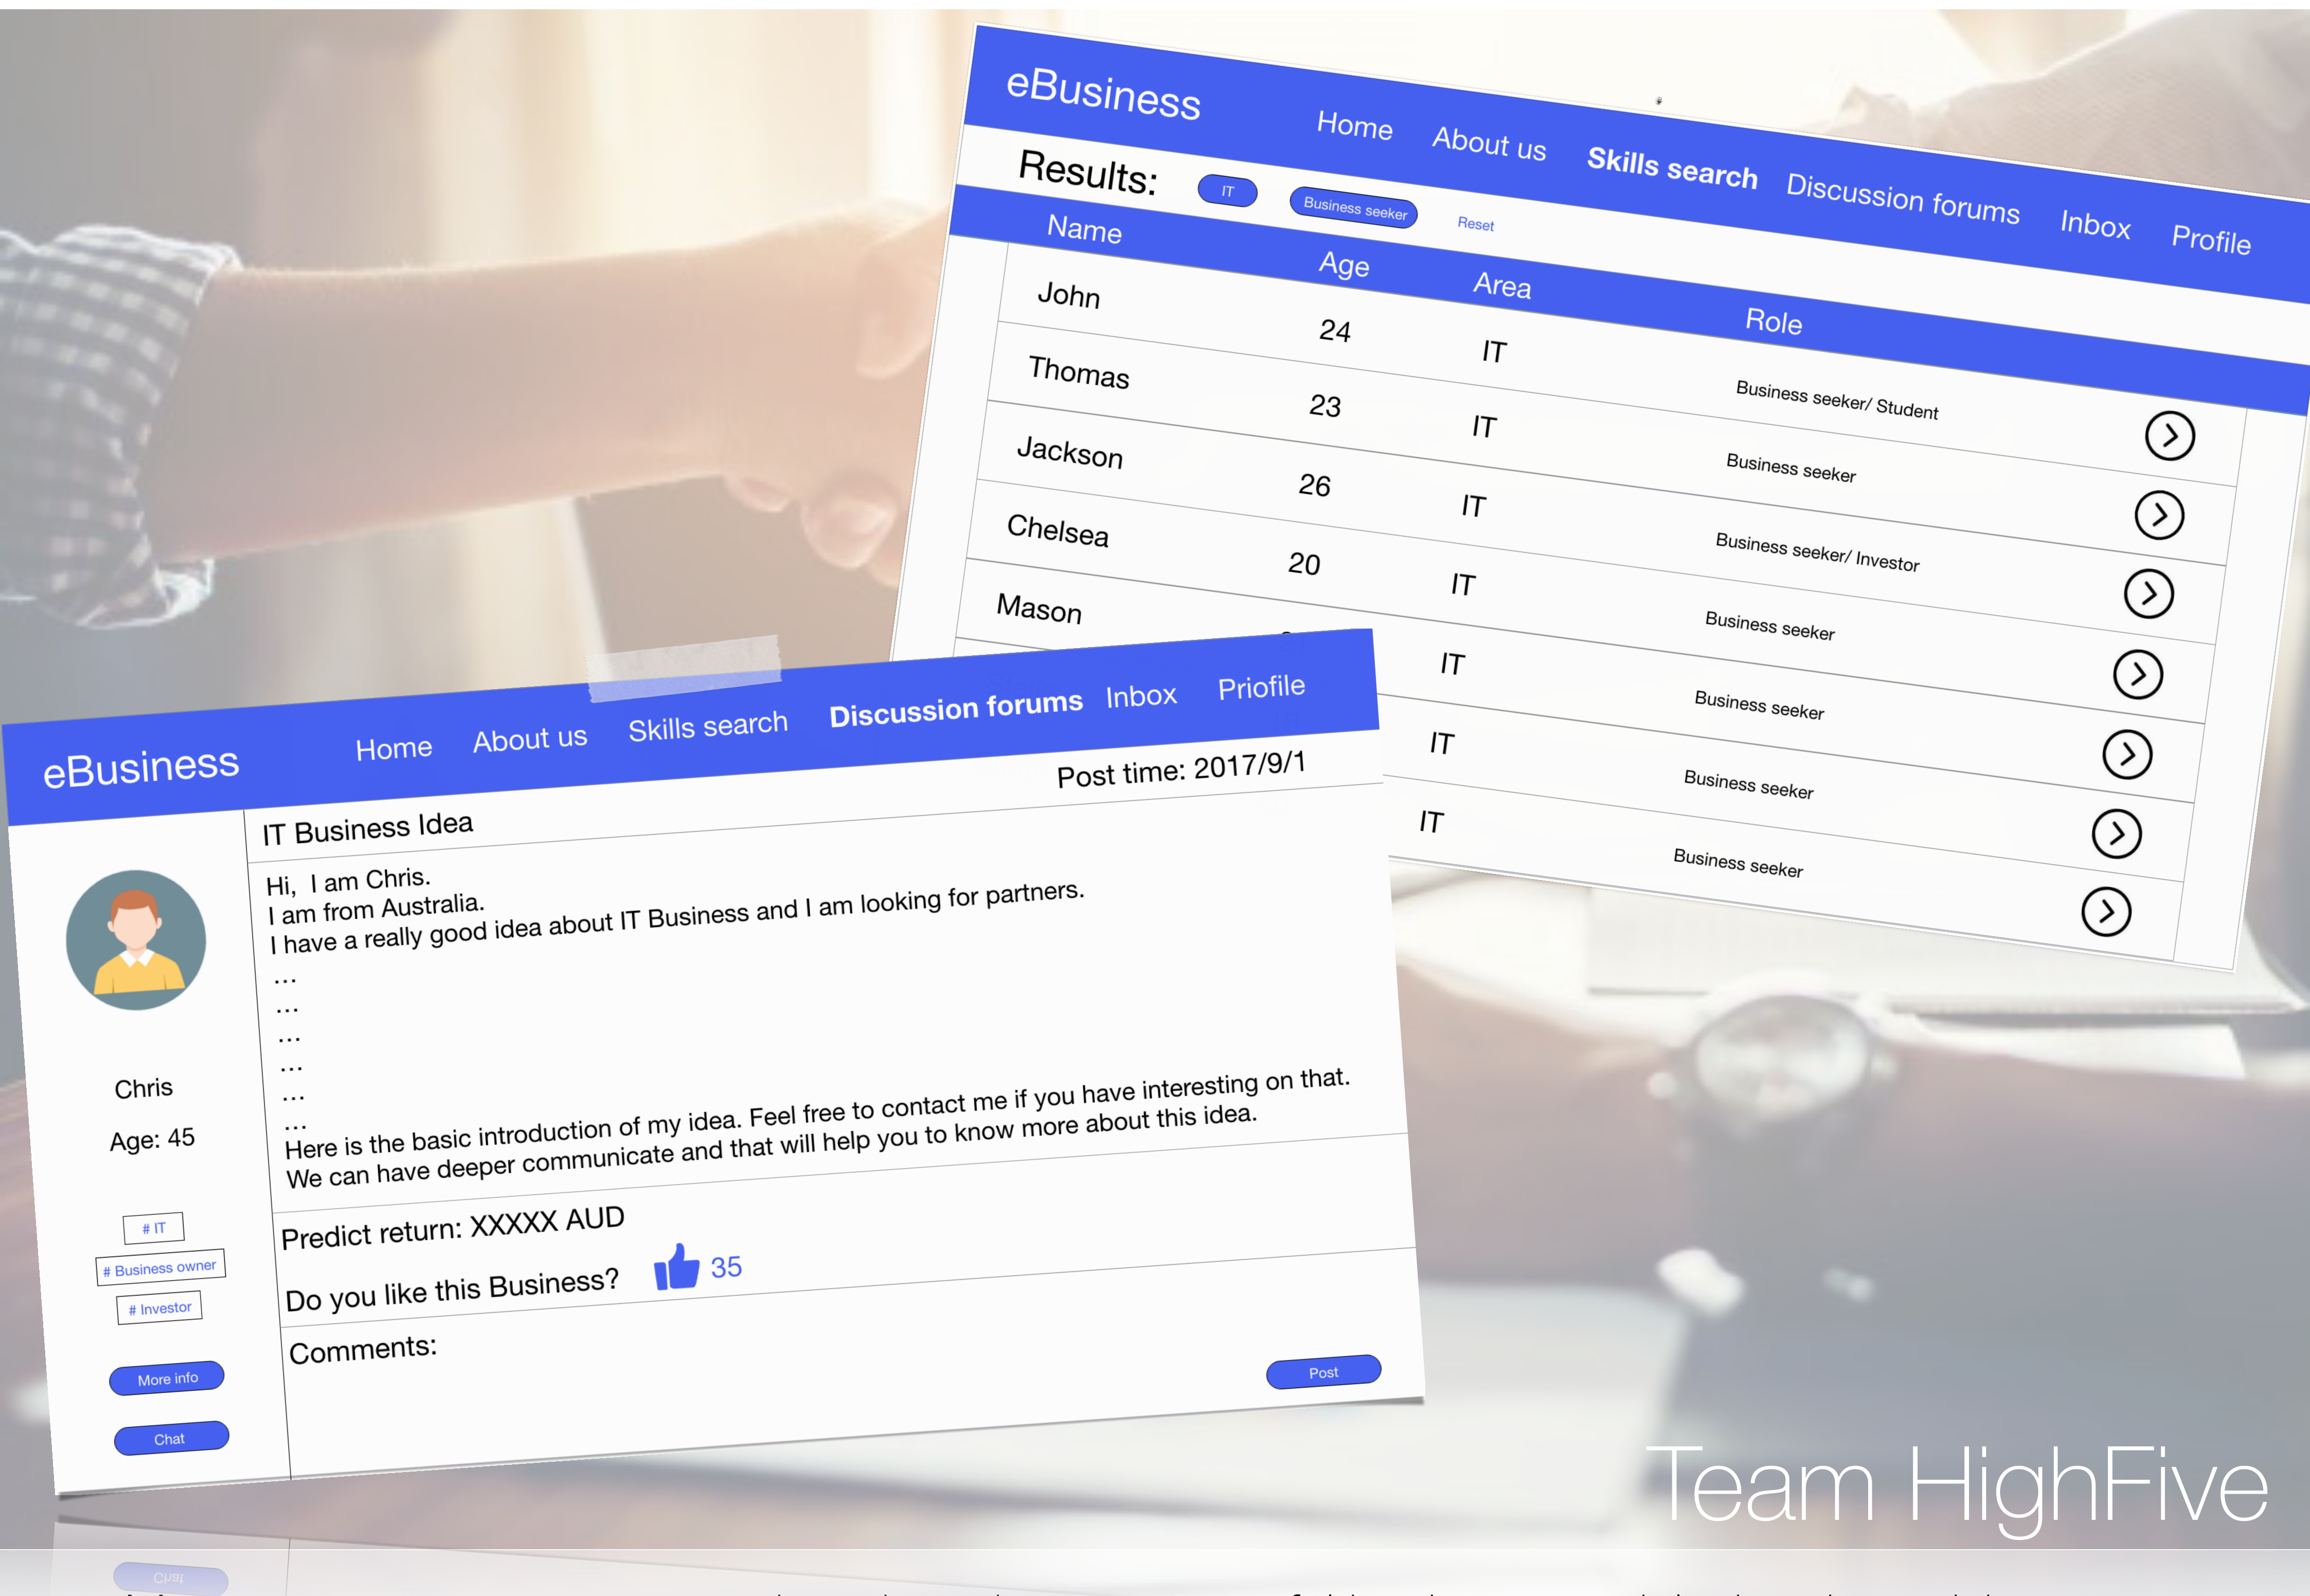 eBusiness Home About us Skills search Discussion forums Inbox Profile
Results: IT Business seeker Reset
Name Age Area Role
John 24 IT Business seeker/ Student
Thomas 23 IT Business seeker
Jackson 26 IT Business seeker/ Investor
Chelsea 20 IT Business seeker
Mason IT Business seeker
IT Business seeker
IT Business seeker
eBusiness Home About us Skills search Discussion forums Inbox Priofile
IT Business Idea Post time: 2017/9/1
Hi, I am Chris.
I am from Australia.
I have a really good idea about IT Business and I am looking for partners.
...
...
...
...
...
...
Here is the basic introduction of my idea. Feel free to contact me if you have interesting on that.
We can have deeper communicate and that will help you to know more about this idea.
Chris
Age: 45
# IT
# Business owner
# Investor
More info
Chat
Predict return: XXXXX AUD
Do you like this Business? 35
Comments:
Post
Team HighFive